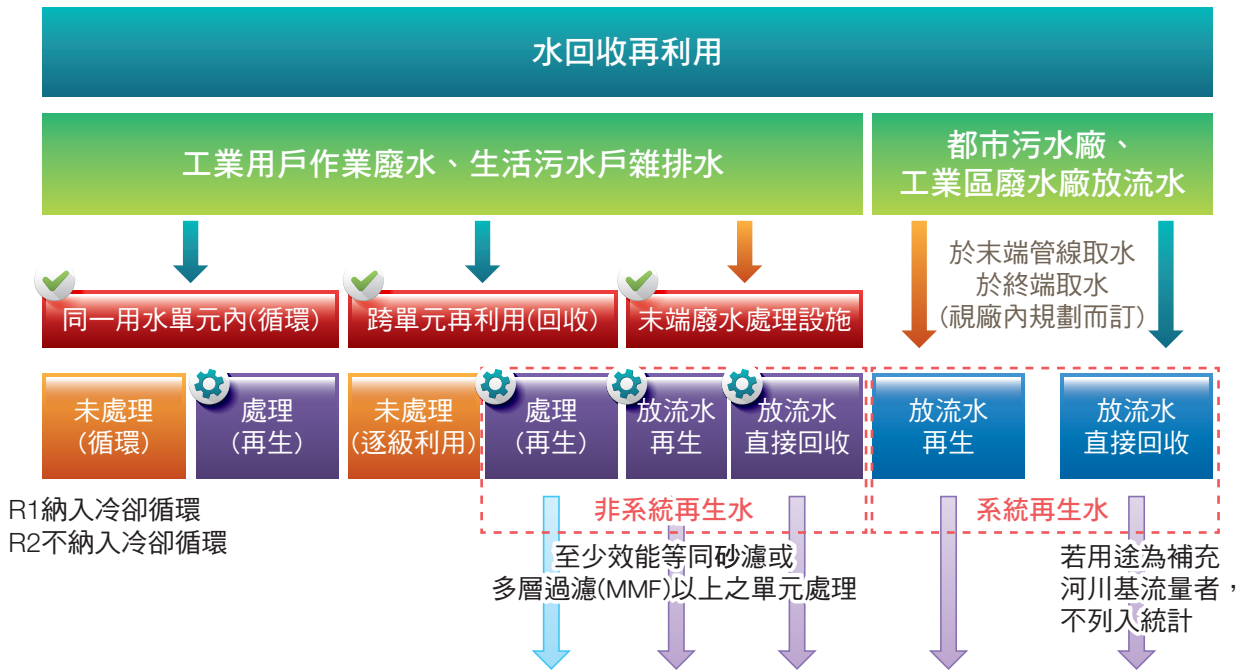 水回收再利用
工業用戶作業廢水、生活污水戶雜排水
都市污水廠、
工業區廢水廠放流水
於末端管線取水
於終端取水
(視廠內規劃而訂)
同一用水單元內(循環)
跨單元再利用(回收)
末端廢水處理設施
未處理
(循環)
處理
(再生)
未處理
(逐級利用)
處理
(再生)
放流水
再生
放流水
直接回收
放流水
再生
放流水
直接回收
R1納入冷卻循環
R2不納入冷卻循環
非系統再生水
系統再生水
至少效能等同砂濾或
多層過濾(MMF)以上之單元處理
若用途為補充
河川基流量者，
不列入統計